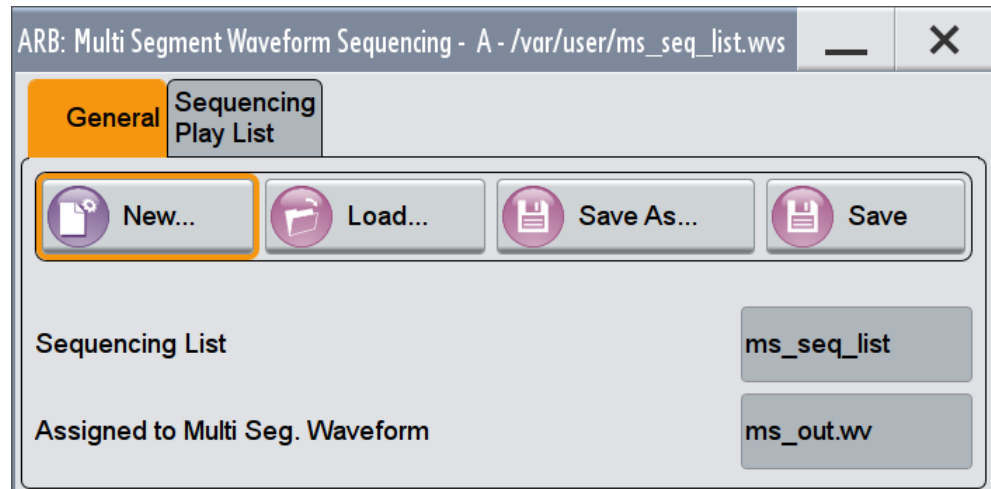 ARB: Multi Segment Waveform Sequencing - A - /var/user/ms_seq_list.wvs
General
Sequencing
Play List
New...
Load...
Save As...
Save
Sequencing List
ms_seq_list
Assigned to Multi Seg. Waveform
ms_out.wv